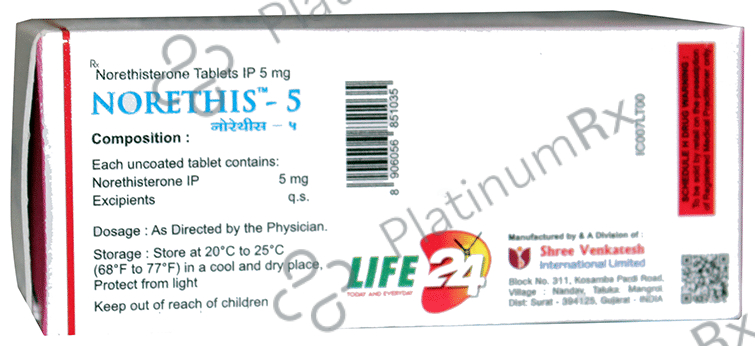 Rx
Norethisterone Tablets IP 5 mg
NORETHIS™ - 5
नोरेथीस - ५
Composition :
Each uncoated tablet contains:
Norethisterone IP 5 mg
Excipients q.s.
Dosage : As Directed by the Physician.
Storage : Store at 20°C to 25°C
(68°F to 77°F) in a cool and dry place,
Protect from light
Keep out of reach of children
8 906056 851035
LIFE 24
TODAY AND EVERYDAY
IC007LT00
SCHEDULE H DRUG WARNING :
To be sold by retail on the prescription
of Registered Medical Practitioner only.
Manufactured by & A Division of :
Shree Venkatesh
International Limited
Block No. 311, Kosamba Pardi Road,
Village : Nandav, Taluka Mangrol
Dist: Surat - 394125, Gujarat - INDIA
PlatinumRx
PlatinumRx